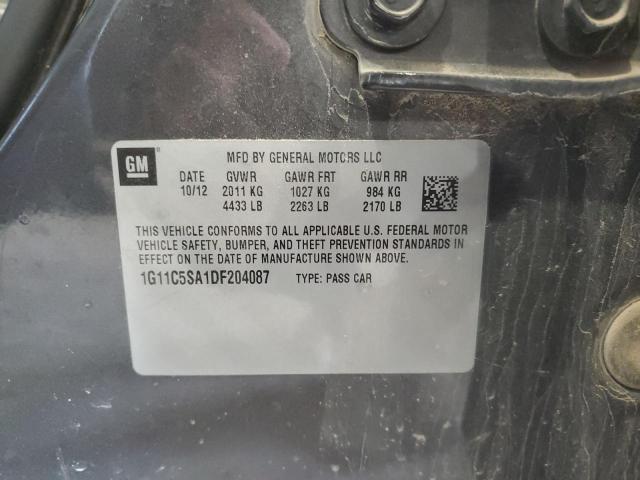 GM
MFD BY GENERAL MOTORS LLC
DATE GVWR GAWR FRT GAWR RR
10/12 2011 KG 1027 KG 984 KG
4433 LB 2263 LB 2170 LB
THIS VEHICLE CONFORMS TO ALL APPLICABLE U.S. FEDERAL MOTOR
VEHICLE SAFETY, BUMPER, AND THEFT PREVENTION STANDARDS IN
EFFECT ON THE DATE OF MANUFACTURE SHOWN ABOVE.
1G11C5SA1DF204087 TYPE: PASS CAR